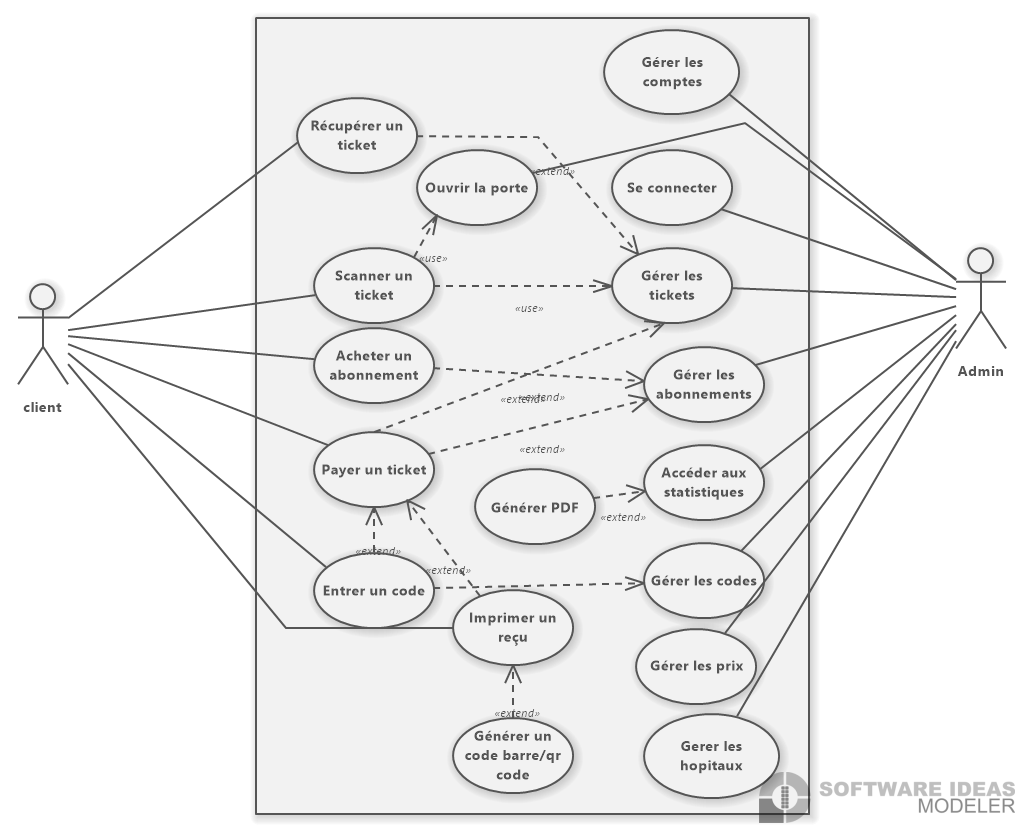 Gérer les
comptes
Récupérer un
ticket
«extend»
Ouvrir la porte
Se connecter
«use»
Scanner un
ticket
Gérer les
tickets
«use»
Acheter un
abonnement
Gérer les
abonnements
Admin
client
«extend»
«extend»
«extend»
Payer un ticket
Accéder aux
statistiques
Générer PDF
«extend»
«extend»
«extend»
Entrer un code
Gérer les codes
Imprimer un
reçu
Gérer les prix
«extend»
Générer un
code barre/qr
code
Gerer les
hopitaux
SOFTWARE IDEAS
MODELER